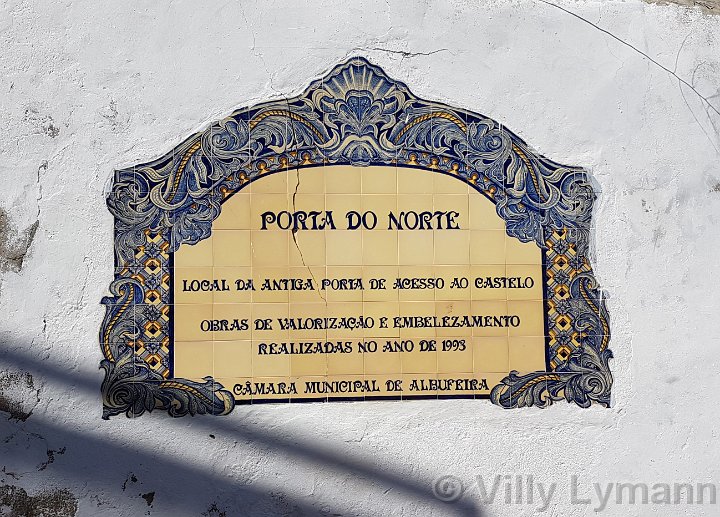 PORTA DO NORTE
LOCAL DA ANTIGA PORTA DE ACESSO AO CASTELO
OBRAS DE VALORIZAÇÃO E EMBELEZAMENTO
REALIZADAS NO ANO DE 1993
CÂMARA MUNICIPAL DE ALBUFEIRA
© Villy Lymann